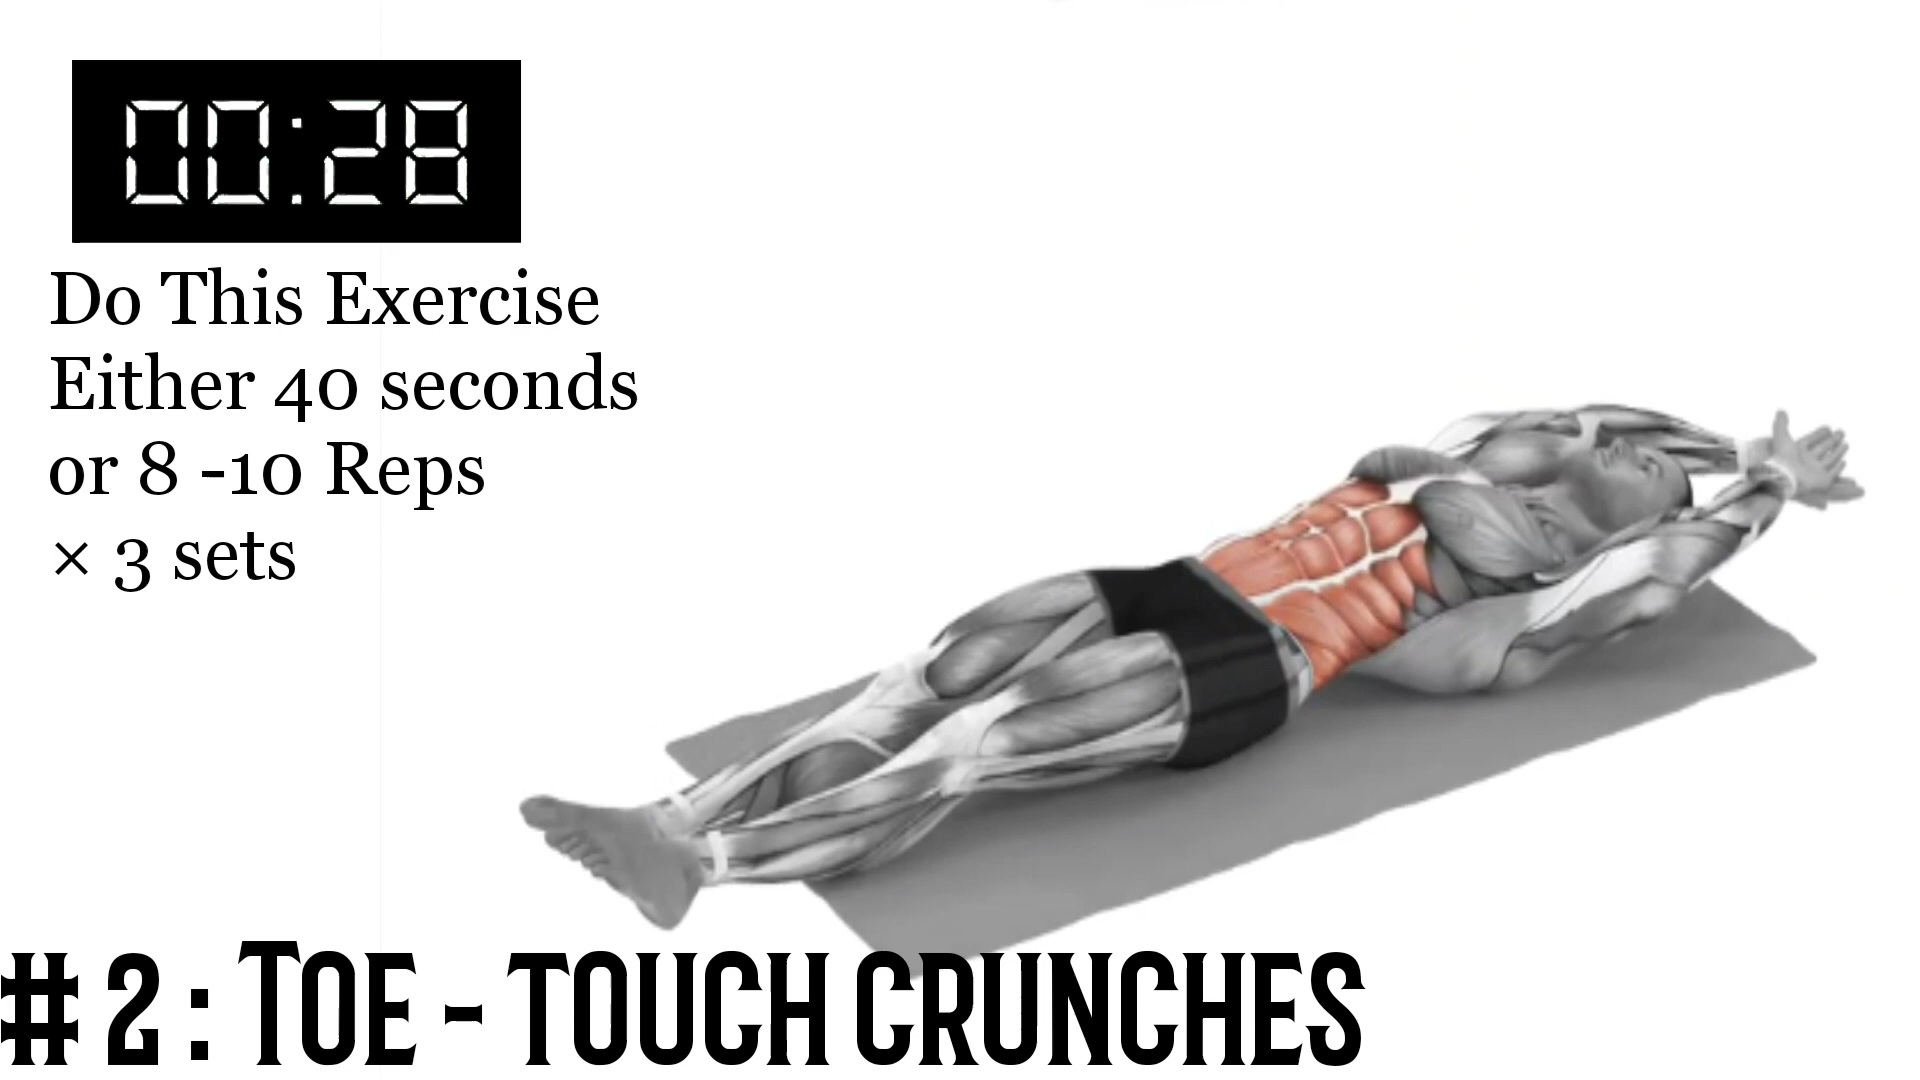 00:28
Do This Exercise
Either 40 seconds
or 8 -10 Reps
× 3 sets
# 2 : TOE - TOUCH CRUNCHES